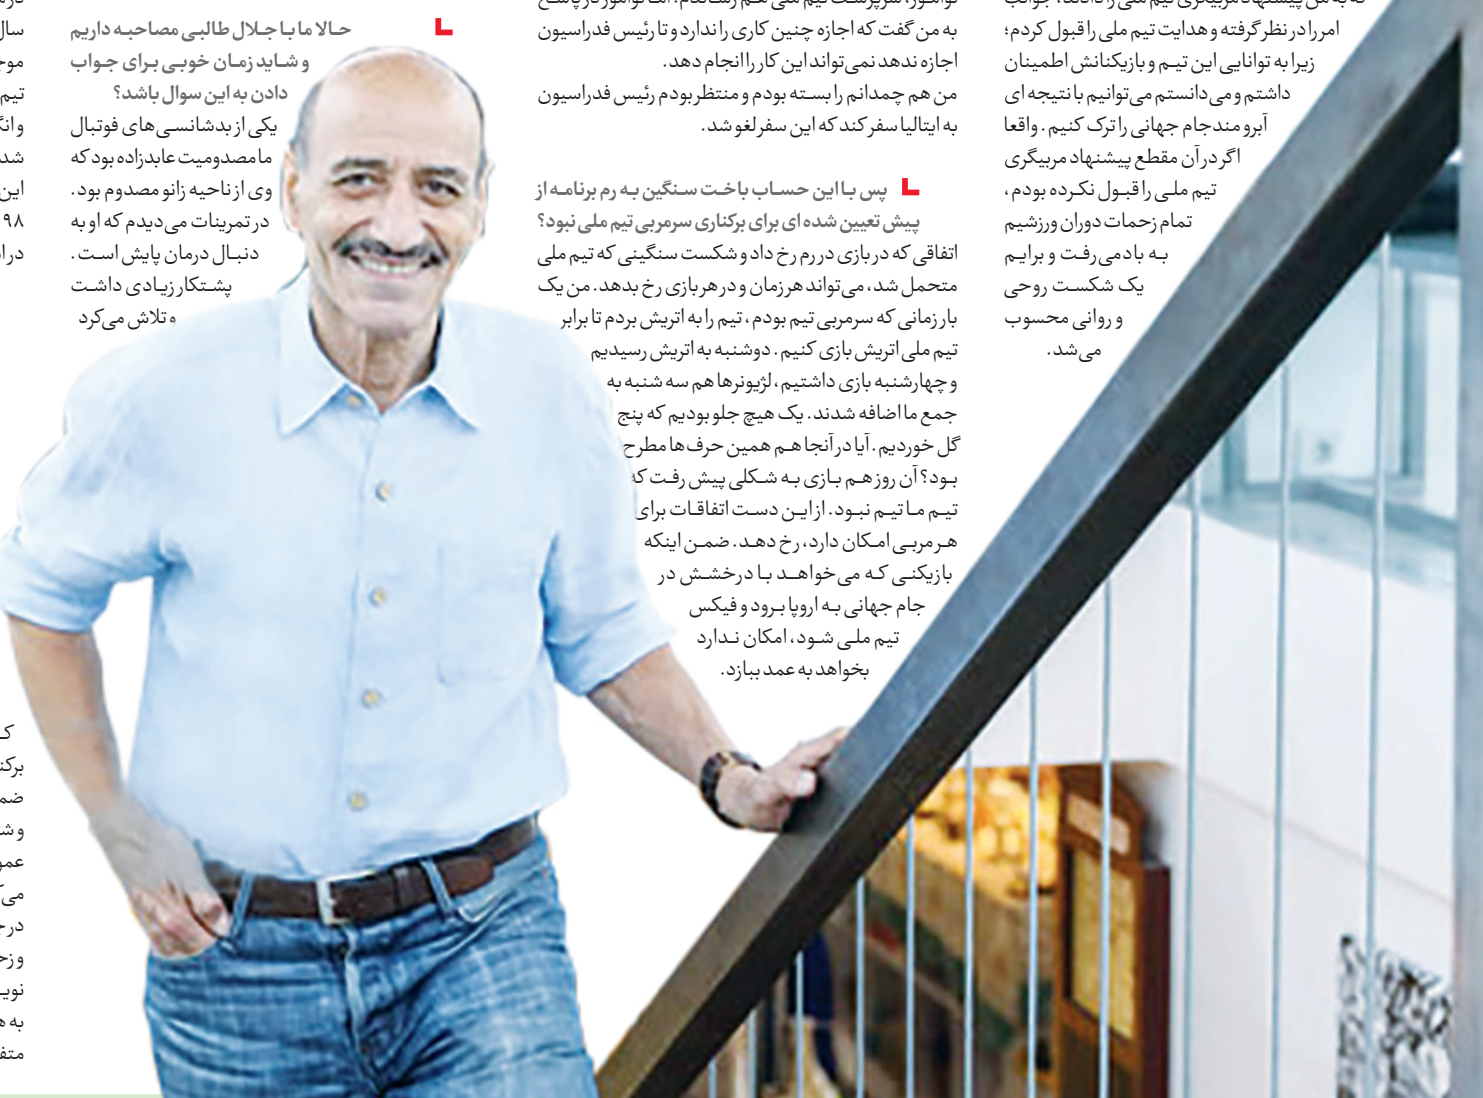 امر را در نظر گرفته و هدایت تیم ملی را قبول کردم؛
زیرا به توانایی این تیم و بازیکنانش اطمینان
داشتم و می‌دانستم می‌توانیم با نتیجه ای
آبرومند جام جهانی را ترک کنیم. واقعا
اگر در آن مقطع پیشنهاد مربیگری
تیم ملی را قبول نکرده بودم،
تمام زحمات دوران ورزشیم
به باد می‌رفت و برایم
یک شکست روحی
و روانی محسوب
می‌شد.
به من گفت که اجازه چنین کاری را ندارد و تا رئیس فدراسیون
اجازه ندهد نمی‌تواند این کار را انجام دهد.
من هم چمدانم را بسته بودم و منتظر بودم رئیس فدراسیون
به ایتالیا سفر کند که این سفر لغو شد.
پس با این حساب باخت سنگین به رم برنامه از
پیش تعیین شده ای برای برکناری سرمربی تیم ملی نبود؟
اتفاقی که در بازی در رم رخ داد و شکست سنگینی که تیم ملی
متحمل شد، می‌تواند هر زمان و در هر بازی رخ بدهد. من یک
بار زمانی که سرمربی تیم بودم، تیم را به اتریش بردم تا برابر
تیم ملی اتریش بازی کنیم. دوشنبه به اتریش رسیدیم
و چهارشنبه بازی داشتیم، لژیونرها هم سه شنبه به
جمع ما اضافه شدند. یک هیچ جلو بودیم که پنج
گل خوردیم. آیا در آنجا هم همین حرف‌ها مطرح
بود؟ آن روز هم بازی به شکلی پیش رفت که
تیم ما تیم نبود. از این دست اتفاقات برای
هر مربی امکان دارد، رخ دهد. ضمن اینکه
بازیکنی که می‌خواهد با درخشش در
جام جهانی به اروپا برود و فیکس
تیم ملی شود، امکان ندارد
بخواهد به عمد ببازد.
حالا ما با جلال طالبی مصاحبه داریم
و شاید زمان خوبی برای جواب
دادن به این سوال باشد؟
یکی از بدشانسی‌های فوتبال
ما مصدومیت عابدزاده بود که
وی از ناحیه زانو مصدوم بود.
در تمرینات می‌دیدم که او به
دنبال درمان پایش است.
پشتکار زیادی داشت
و تلاش می‌کرد
سال
تیم
شد
این
۹۸